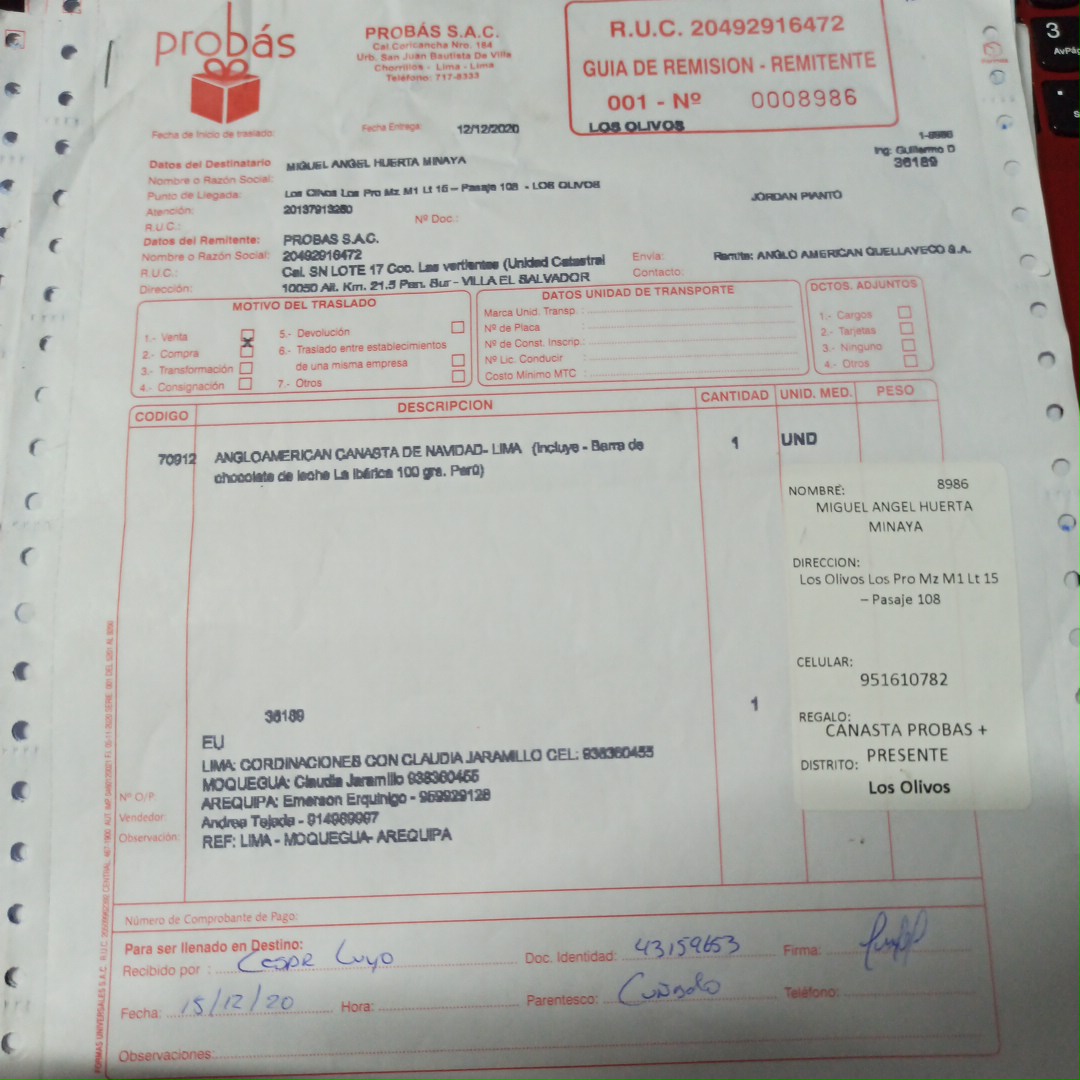 probás
PROBÁS S.A.C.
Cal Coricancha Nro. 184
Urb. San Juan Bautista De Villa
Chorrillos - Lima - Lima
Teléfono: 717-8333
R.U.C. 20492916472
GUIA DE REMISION - REMITENTE
001 - Nº 0008986
Fecha de Inicio de traslado:
Fecha Entrega: 12/12/2020
LOS OLIVOS
1-8986
Ing: Guillermo D
36189
Datos del Destinatario
Nombre o Razón Social: MIGUEL ANGEL HUERTA MINAYA
Punto de Llegada: Los Olivos Los Pro Mz M1 Lt 15 – Pasaje 108 - LOS OLIVOS
Atención: JORDAN PIANTO
R.U.C.: 20137913250
Nº Doc.:
Datos del Remitente:
Nombre o Razón Social: PROBAS S.A.C.
R.U.C.: 20492916472
Dirección: Cal. SN LOTE 17 Coo. Las vertientes (Unidad Catastral
10050 Alt. Km. 21.5 Pan. Sur - VILLA EL SALVADOR
Envia: Remite: ANGLO AMERICAN QUELLAVECO S.A.
Contacto:
MOTIVO DEL TRASLADO
1.- Venta X
2.- Compra
3.- Transformación
4.- Consignación
5.- Devolución
6.- Traslado entre establecimientos
de una misma empresa
7.- Otros
DATOS UNIDAD DE TRANSPORTE
Marca Unid. Transp. :
Nº de Placa :
Nº de Const. Inscrip.:
Nº Lic. Conducir :
Costo Mínimo MTC :
DCTOS. ADJUNTOS
1.- Cargos
2.- Tarjetas
3.- Ninguno
4.- Otros
CODIGO DESCRIPCION CANTIDAD UNID. MED. PESO
70912 ANGLOAMERICAN CANASTA DE NAVIDAD- LIMA (Incluye - Barra de 1 UND
chocolate de leche La Ibérica 100 grs. Perú)
NOMBRE: 8986
MIGUEL ANGEL HUERTA
MINAYA
DIRECCION:
Los Olivos Los Pro Mz M1 Lt 15
– Pasaje 108
CELULAR:
951610782
REGALO:
CANASTA PROBAS +
PRESENTE
DISTRITO:
Los Olivos
1
36189
EU
LIMA: CORDINACIONES CON CLAUDIA JARAMILLO CEL: 938360455
MOQUEGUA: Claudia Jaramillo 938360455
AREQUIPA: Emerson Erquinigo - 959929128
Andrea Tejada - 914989997
REF: LIMA - MOQUEGUA- AREQUIPA
Nº O/P.
Vendedor:
Observación:
Número de Comprobante de Pago:
Para ser llenado en Destino:
Recibido por : Cesar Luyo
Doc. Identidad: 43159653
Firma:
Fecha: 15/12/20
Hora:
Parentesco: Cuñado
Teléfono:
Observaciones: